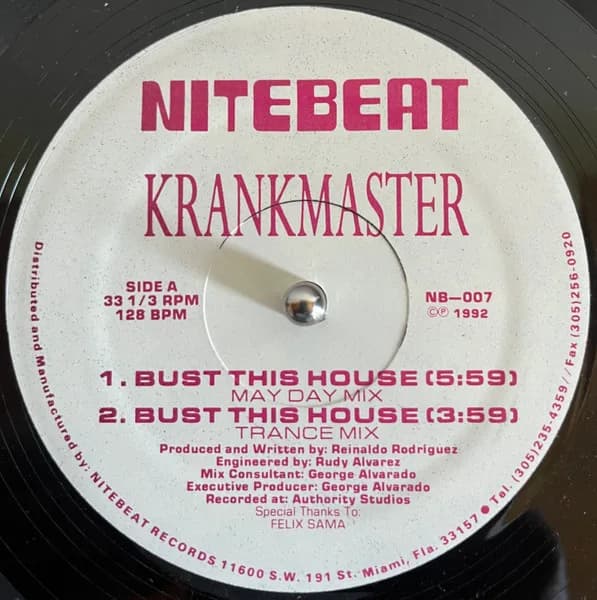 NITEBEAT
KRANKMASTER
SIDE A
33 1/3 RPM
128 BPM
NB—007
©℗ 1992
1. BUST THIS HOUSE (5:59)
MAY DAY MIX
2. BUST THIS HOUSE (3:59)
TRANCE MIX
Produced and Written by: Reinaldo Rodriguez
Engineered by: Rudy Alvarez
Mix Consultant: George Alvarado
Executive Producer: George Alvarado
Recorded at: Authority Studios
Special Thanks To:
FELIX SAMA
Distributed and Manufactured by: NITEBEAT RECORDS 11600 S.W. 191 St. Miami, Fla. 33157 ● Tel. (305)235-4359//Fax (305)256-0920